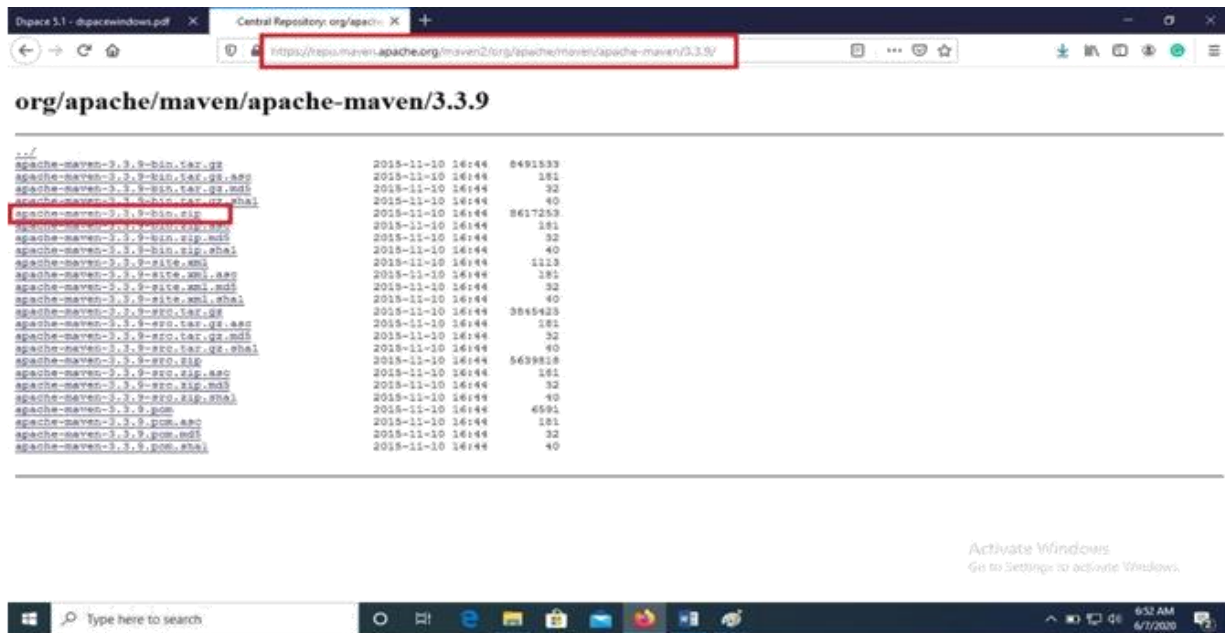 Dspace 5.1 - dspacewindows.pdf
Central Repository: org/apache
https://repo.maven.apache.org/maven2/org/apache/maven/apache-maven/3.3.9/
org/apache/maven/apache-maven/3.3.9
../
apache-maven-3.3.9-bin.tar.gz 2015-11-10 16:44 8491533
apache-maven-3.3.9-bin.tar.gz.asc 2015-11-10 16:44 181
apache-maven-3.3.9-bin.tar.gz.md5 2015-11-10 16:44 32
apache-maven-3.3.9-bin.tar.gz.sha1 2015-11-10 16:44 40
apache-maven-3.3.9-bin.zip 2015-11-10 16:44 8617253
apache-maven-3.3.9-bin.zip.asc 2015-11-10 16:44 181
apache-maven-3.3.9-bin.zip.md5 2015-11-10 16:44 32
apache-maven-3.3.9-bin.zip.sha1 2015-11-10 16:44 40
apache-maven-3.3.9-site.xml 2015-11-10 16:44 1113
apache-maven-3.3.9-site.xml.asc 2015-11-10 16:44 181
apache-maven-3.3.9-site.xml.md5 2015-11-10 16:44 32
apache-maven-3.3.9-site.xml.sha1 2015-11-10 16:44 40
apache-maven-3.3.9-src.tar.gz 2015-11-10 16:44 3845423
apache-maven-3.3.9-src.tar.gz.asc 2015-11-10 16:44 181
apache-maven-3.3.9-src.tar.gz.md5 2015-11-10 16:44 32
apache-maven-3.3.9-src.tar.gz.sha1 2015-11-10 16:44 40
apache-maven-3.3.9-src.zip 2015-11-10 16:44 5639818
apache-maven-3.3.9-src.zip.asc 2015-11-10 16:44 181
apache-maven-3.3.9-src.zip.md5 2015-11-10 16:44 32
apache-maven-3.3.9-src.zip.sha1 2015-11-10 16:44 40
apache-maven-3.3.9.pom 2015-11-10 16:44 6591
apache-maven-3.3.9.pom.asc 2015-11-10 16:44 181
apache-maven-3.3.9.pom.md5 2015-11-10 16:44 32
apache-maven-3.3.9.pom.sha1 2015-11-10 16:44 40
Activate Windows
Go to Settings to activate Windows.
Type here to search
6:52 AM
6/7/2020